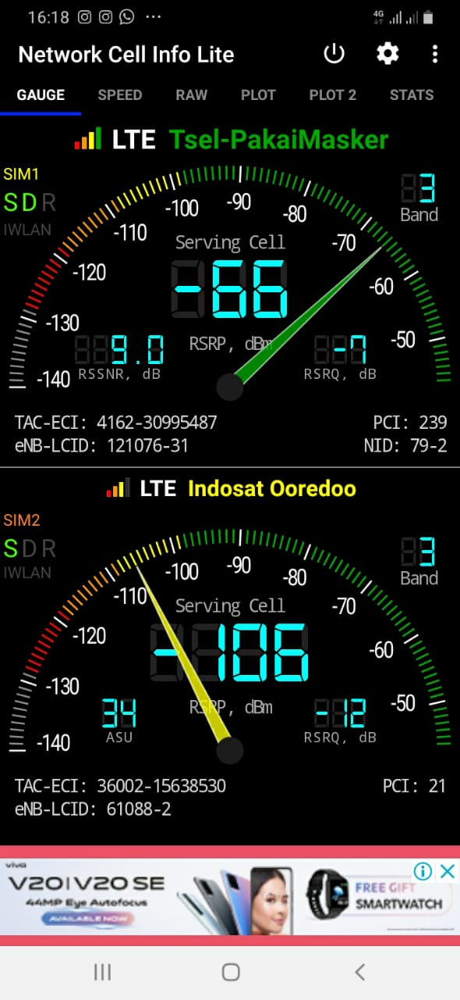 16:18 ... 4G
Network Cell Info Lite
GAUGE SPEED RAW PLOT PLOT 2 STATS
LTE Tsel-PakaiMasker
SIM1
SDR
IWLAN
3
Band
-140 -130 -120 -110 -100 -90 -80 -70 -60 -50
Serving Cell
-66
RSRP, dBm
9.0
RSSNR, dB
-7
RSRQ, dB
TAC-ECI: 4162-30995487 PCI: 239
eNB-LCID: 121076-31 NID: 79-2
LTE Indosat Ooredoo
SIM2
SDR
IWLAN
3
Band
-140 -130 -120 -110 -100 -90 -80 -70 -60 -50
Serving Cell
-106
RSRP, dBm
34
ASU
-12
RSRQ, dB
TAC-ECI: 36002-15638530 PCI: 21
eNB-LCID: 61088-2
vivo
V20|V20 SE
44MP Eye Autofocus
AVAILABLE NOW
FREE GIFT
SMARTWATCH